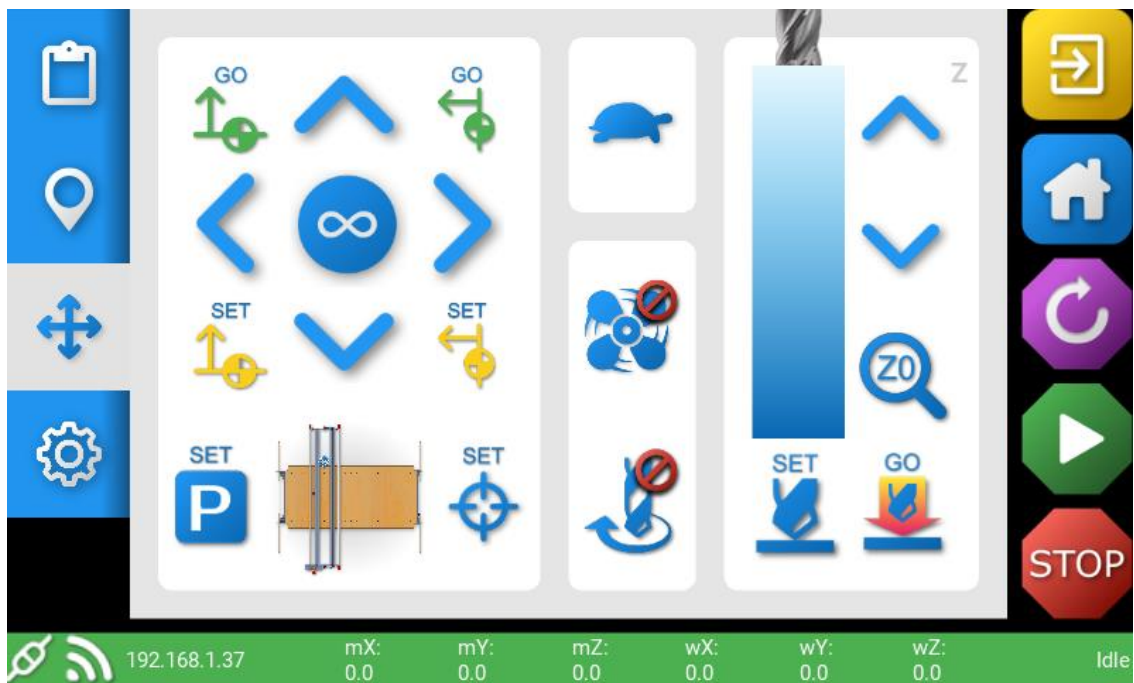 GO
GO
Z
SET
SET
Z0
SET
SET
SET
GO
P
STOP
192.168.1.37
mX:
0.0
mY:
0.0
mZ:
0.0
wX:
0.0
wY:
0.0
wZ:
0.0
Idle